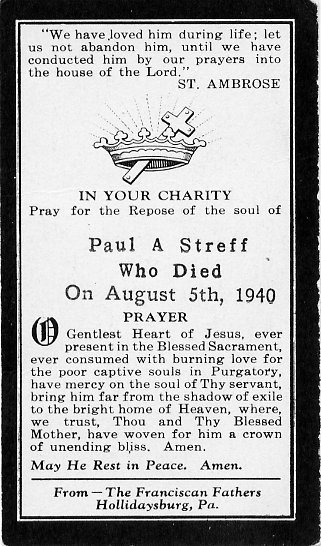 "We have loved him during life; let
us not abandon him, until we have
conducted him by our prayers into
the house of the Lord."
ST. AMBROSE
IN YOUR CHARITY
Pray for the Repose of the soul of
Paul A Streff
Who Died
On August 5th, 1940
PRAYER
O Gentlest Heart of Jesus, ever
present in the Blessed Sacrament,
ever consumed with burning love for
the poor captive souls in Purgatory,
have mercy on the soul of Thy servant,
bring him far from the shadow of exile
to the bright home of Heaven, where,
we trust, Thou and Thy Blessed
Mother, have woven for him a crown
of unending bliss. Amen.
May He Rest in Peace. Amen.
From — The Franciscan Fathers
Hollidaysburg, Pa.